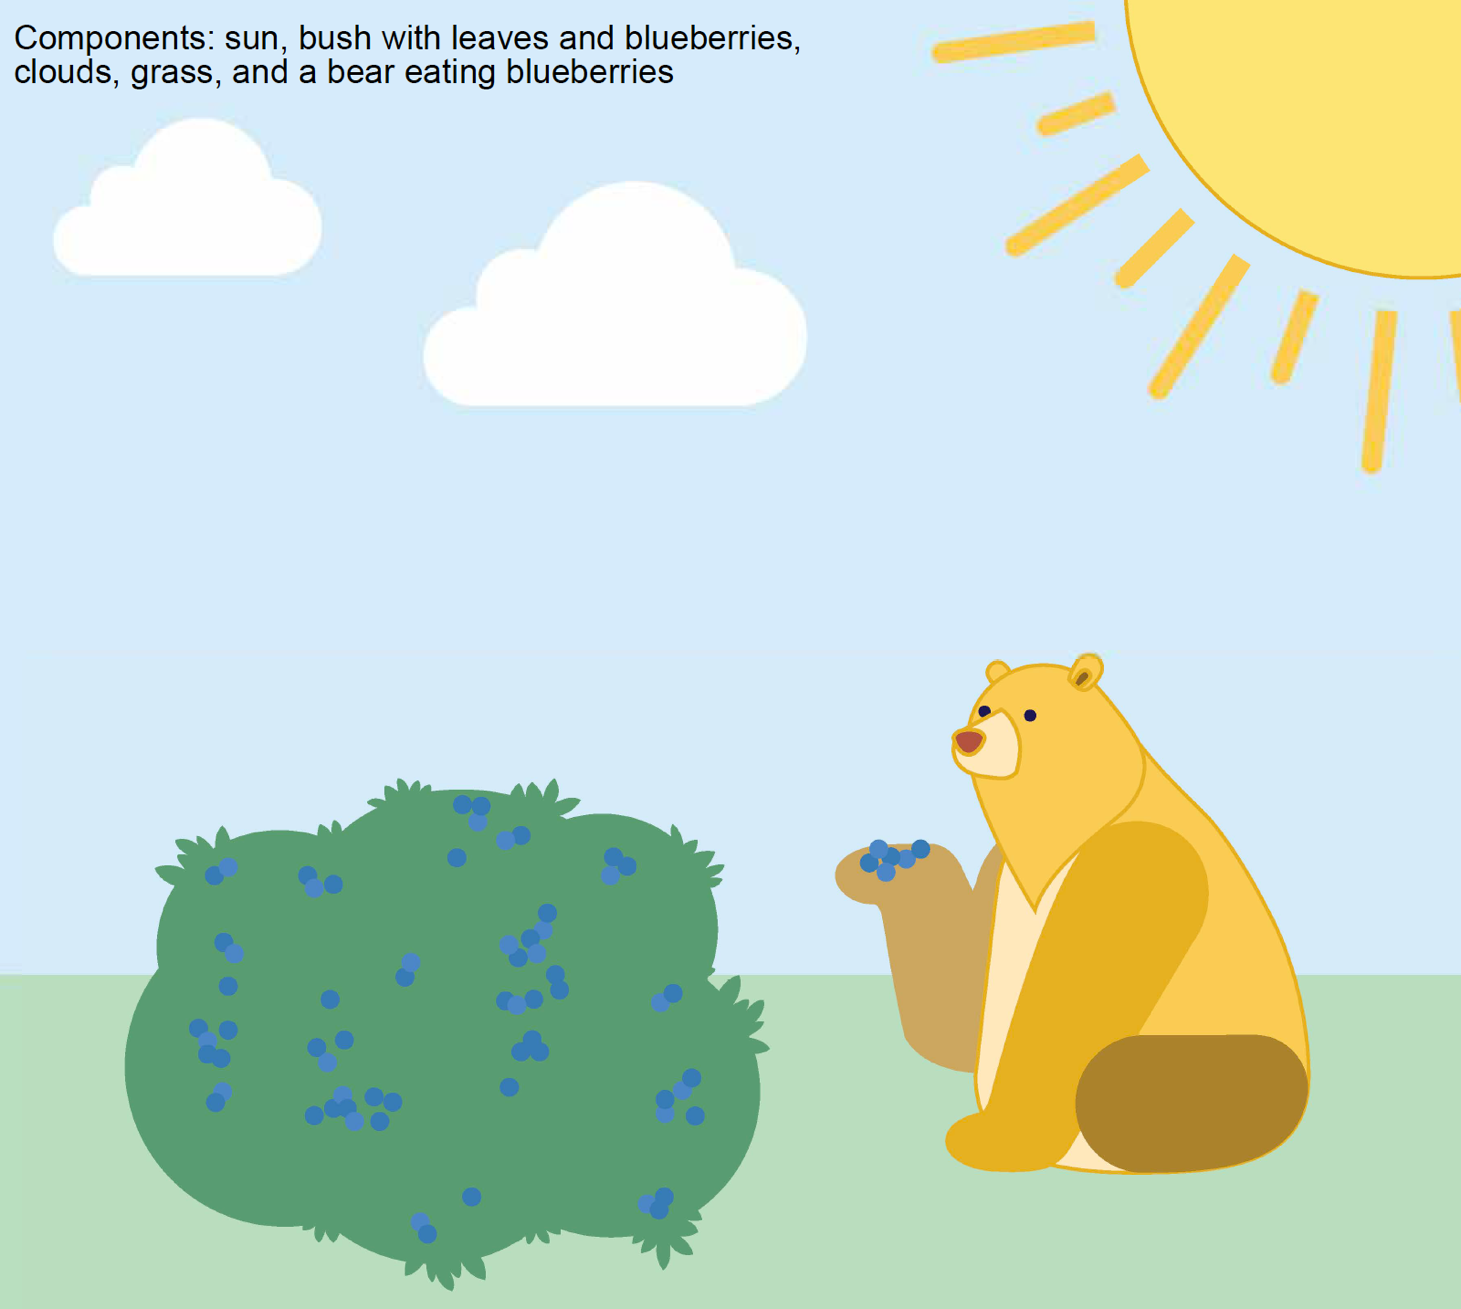 Components: sun, bush with leaves and blueberries,
clouds, grass, and a bear eating blueberries